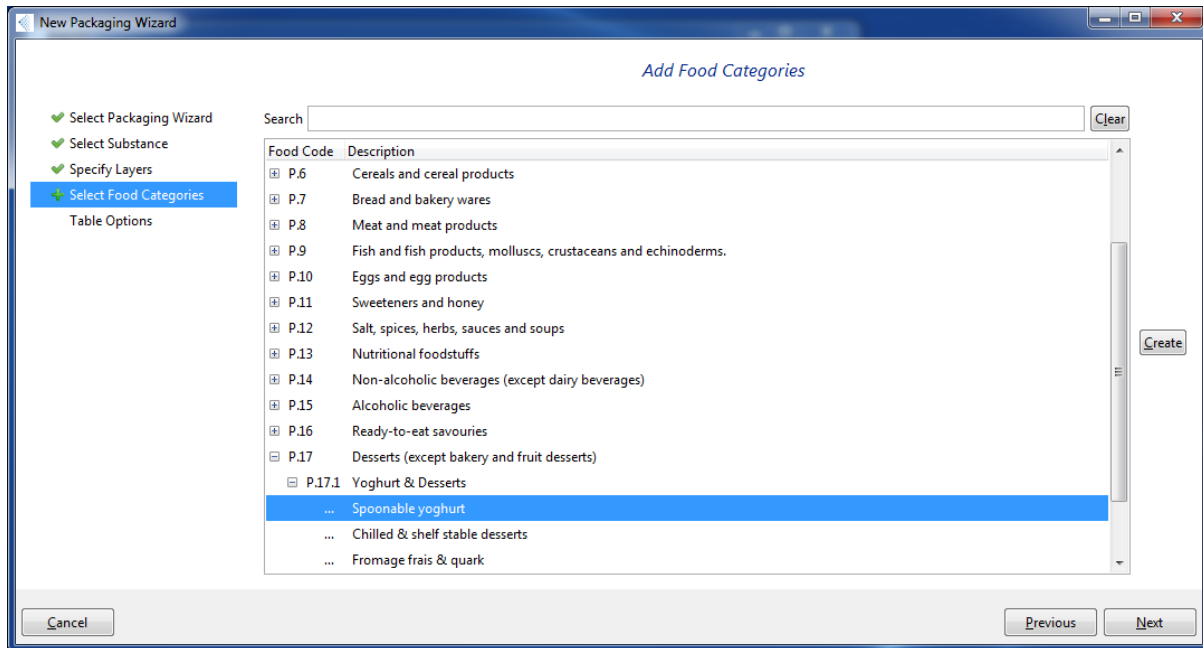 New Packaging Wizard
Add Food Categories
Select Packaging Wizard
Select Substance
Specify Layers
Select Food Categories
Table Options
Search
Clear
Food Code Description
P.6 Cereals and cereal products
P.7 Bread and bakery wares
P.8 Meat and meat products
P.9 Fish and fish products, molluscs, crustaceans and echinoderms.
P.10 Eggs and egg products
P.11 Sweeteners and honey
P.12 Salt, spices, herbs, sauces and soups
P.13 Nutritional foodstuffs
P.14 Non-alcoholic beverages (except dairy beverages)
P.15 Alcoholic beverages
P.16 Ready-to-eat savouries
P.17 Desserts (except bakery and fruit desserts)
P.17.1 Yoghurt & Desserts
... Spoonable yoghurt
... Chilled & shelf stable desserts
... Fromage frais & quark
Create
Cancel
Previous
Next